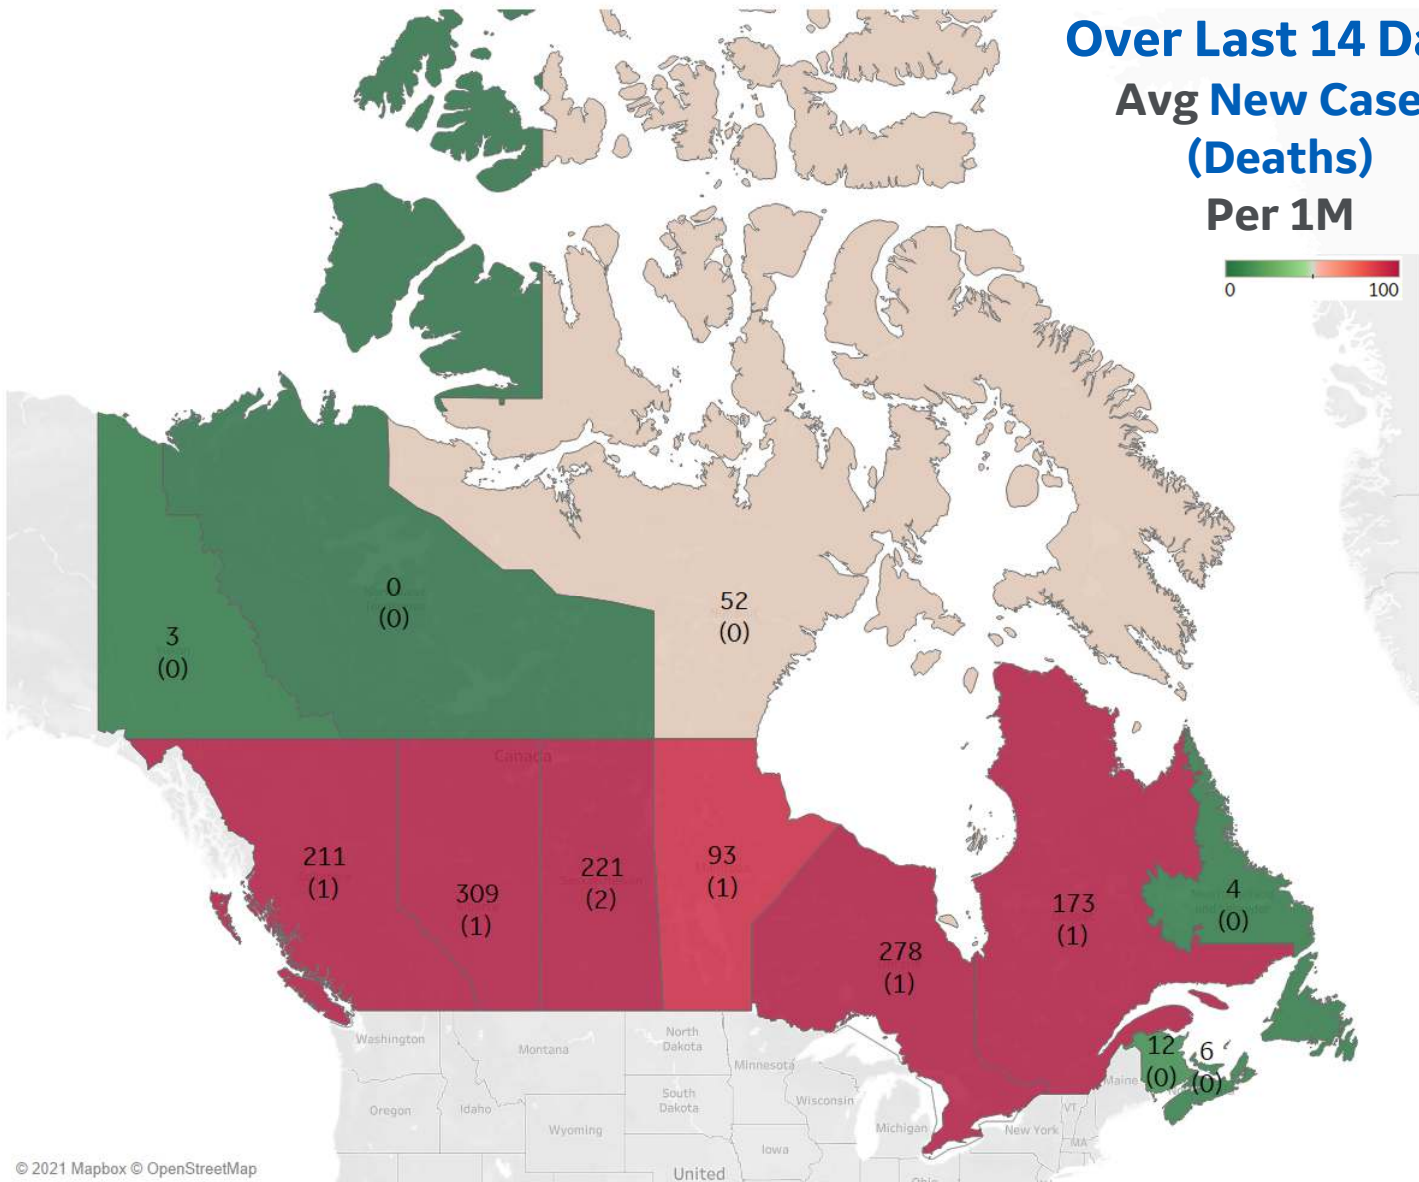 Over Last 14 Da
Avg New Case
(Deaths)
Per 1M
0 100
0
(0)
52
(0)
3
(0)
Canada
211
(1)
309
(1)
221
(2)
93
(1)
278
(1)
173
(1)
4
(0)
12
(0)
6
(0)
Washington
Montana
North
Dakota
Minnesota
Oregon
Idaho
Wyoming
South
Dakota
Wisconsin
Michigan
Iowa
New York
VT
MA
Maine
United
Ohio
© 2021 Mapbox © OpenStreetMap